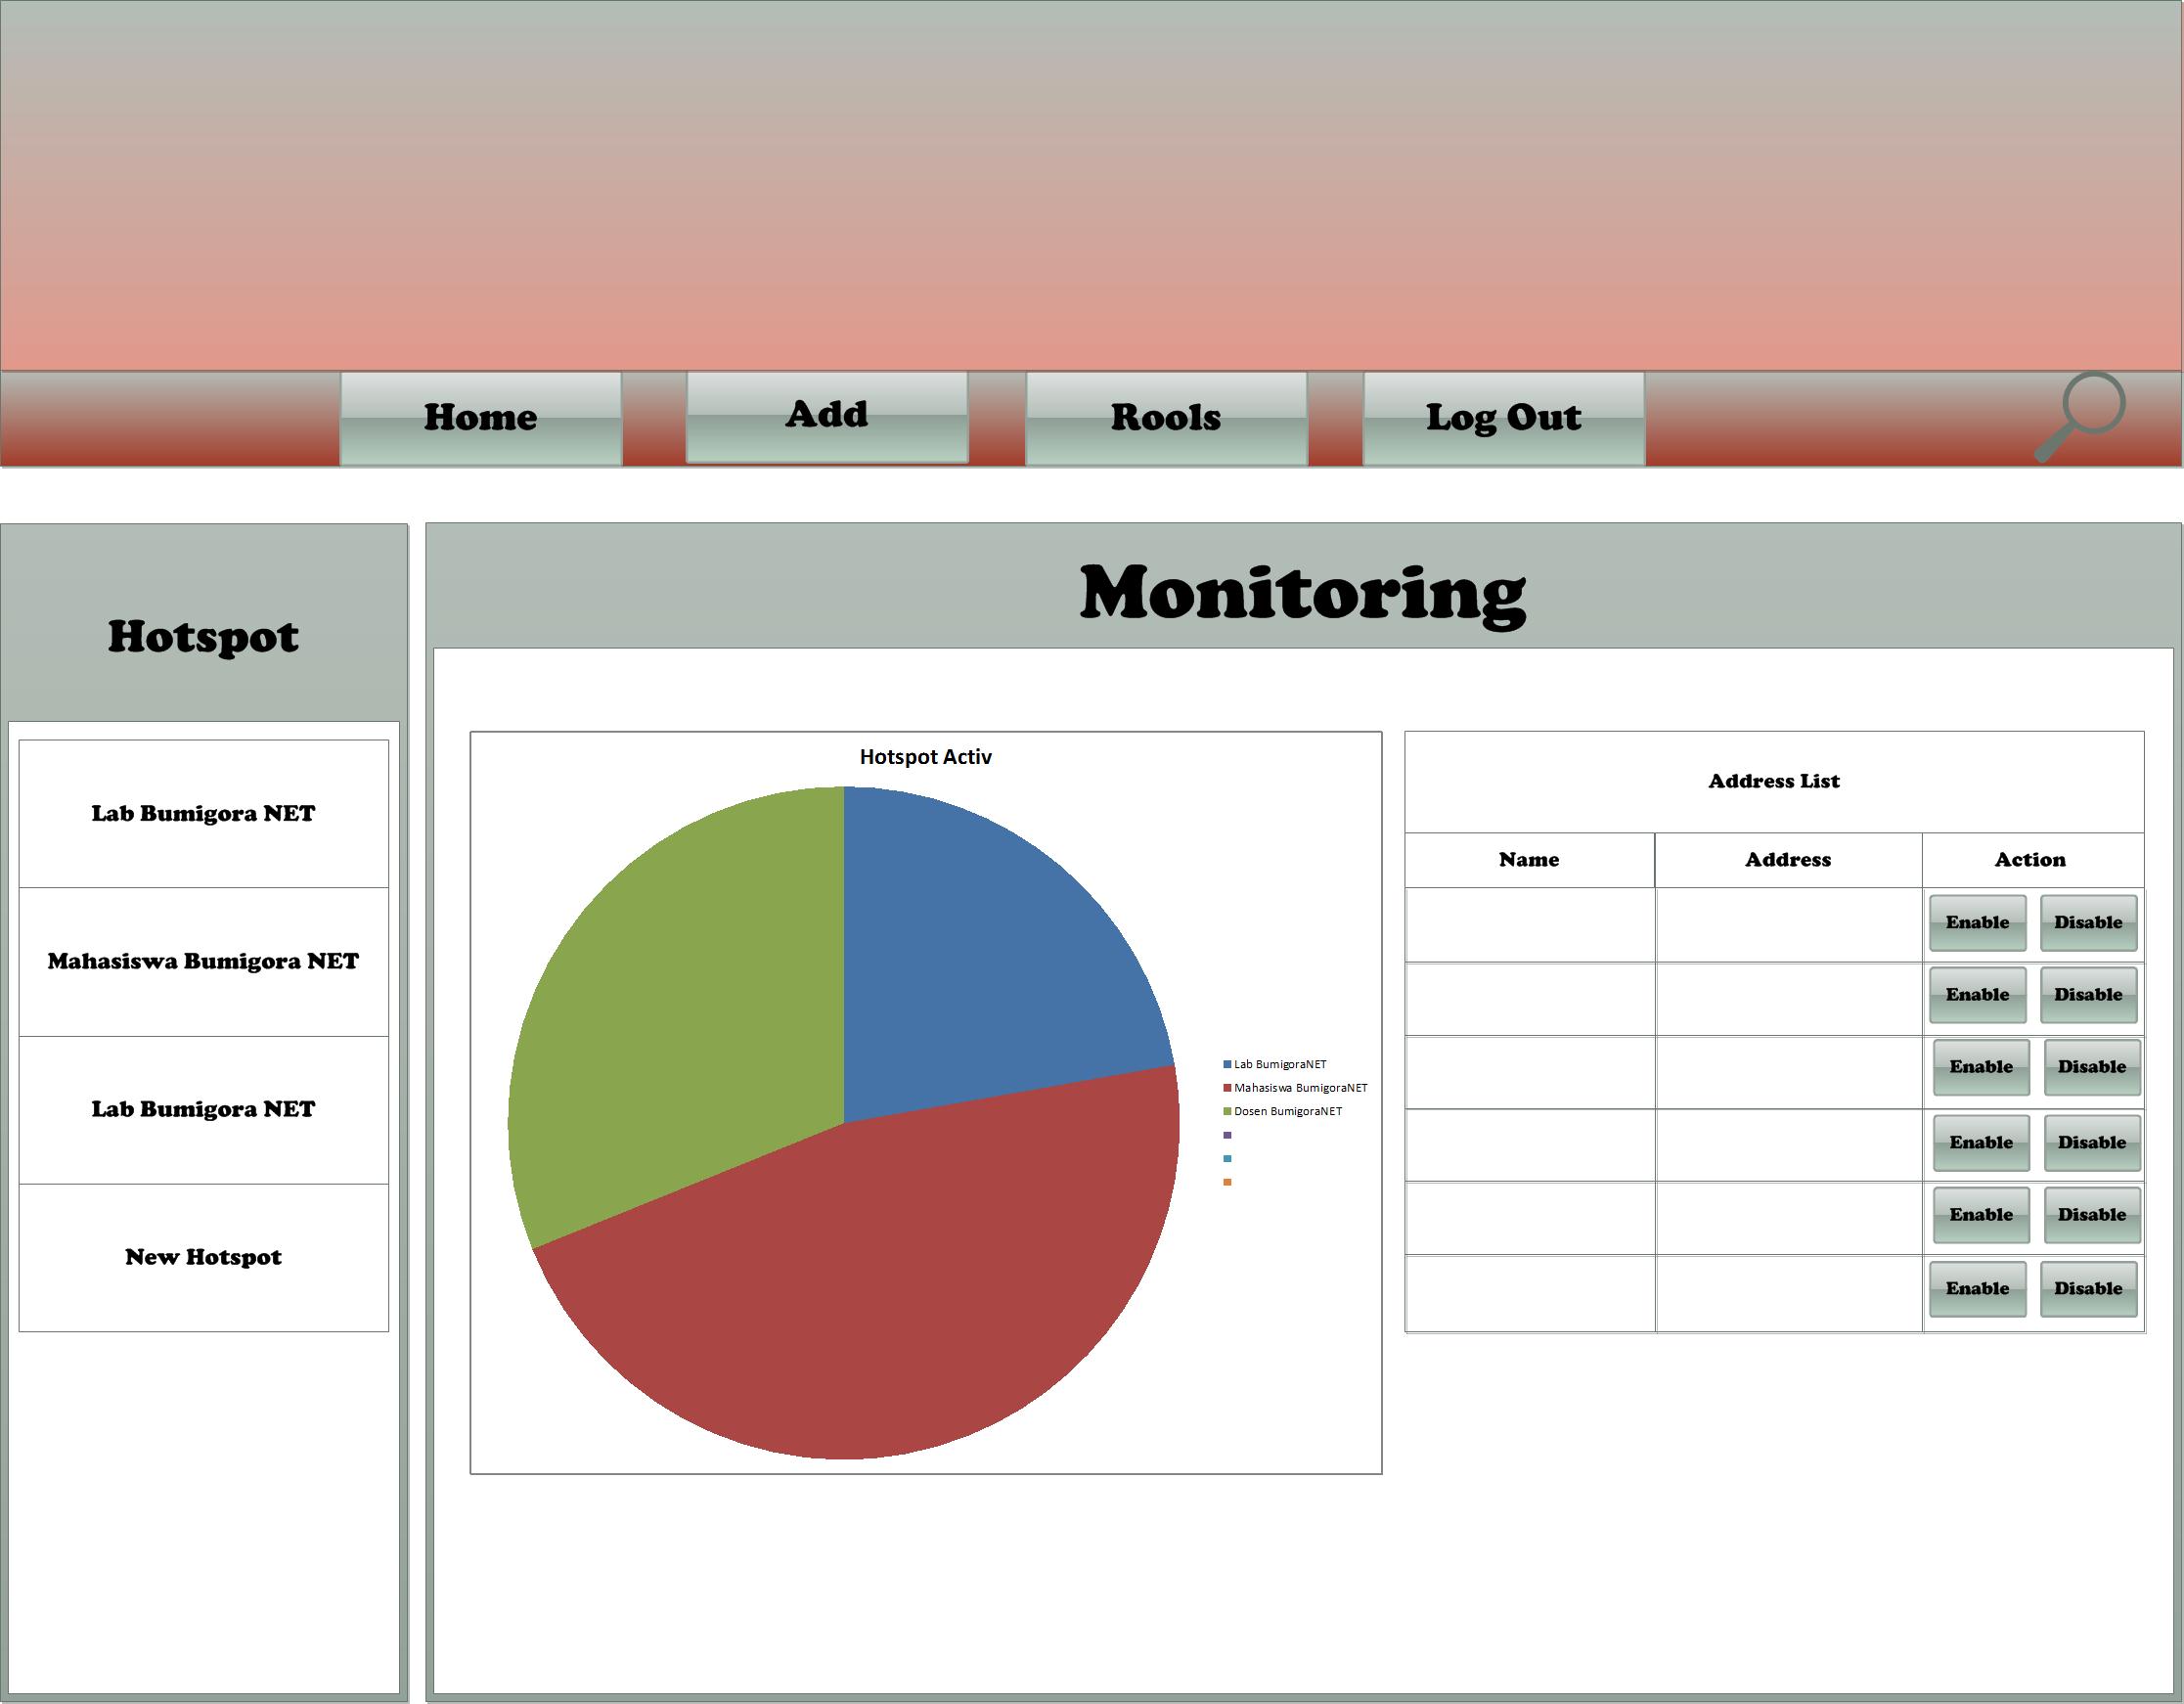 Home
Add
Rools
Log Out
Hotspot
Lab Bumigora NET
Mahasiswa Bumigora NET
Lab Bumigora NET
New Hotspot
Monitoring
Hotspot Activ
Lab BumigoraNET
Mahasiswa BumigoraNET
Dosen BumigoraNET
Address List
Name Address Action
Enable Disable
Enable Disable
Enable Disable
Enable Disable
Enable Disable
Enable Disable